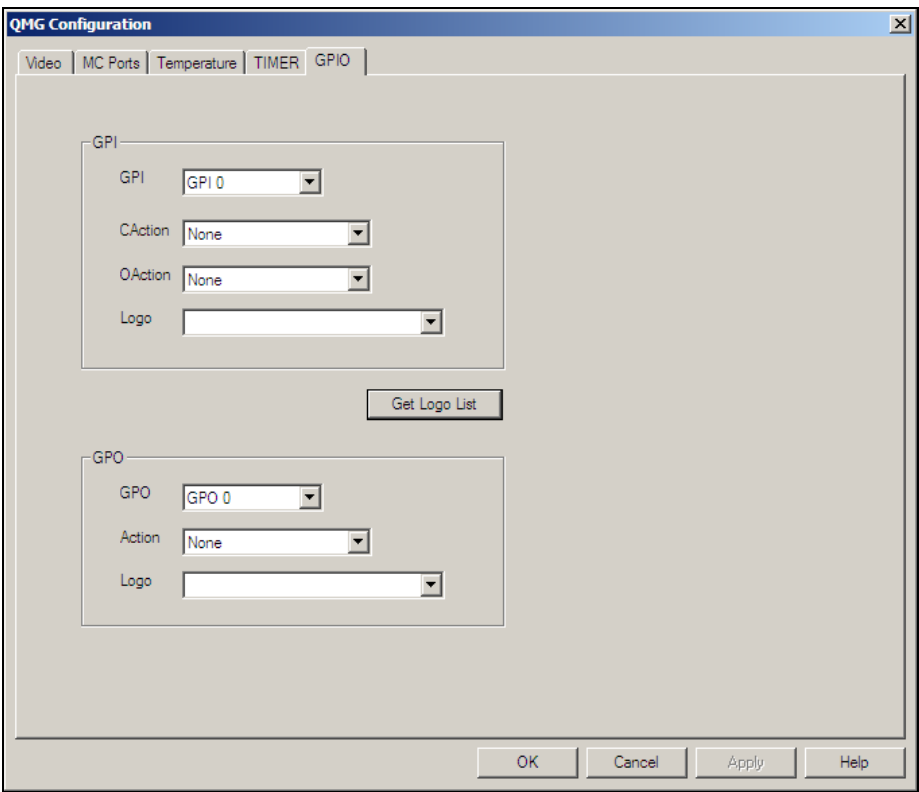 QMG Configuration
Video MC Ports Temperature TIMER GPIO
GPI
GPI GPI 0
CAction None
OAction None
Logo
Get Logo List
GPO
GPO GPO 0
Action None
Logo
OK Cancel Apply Help